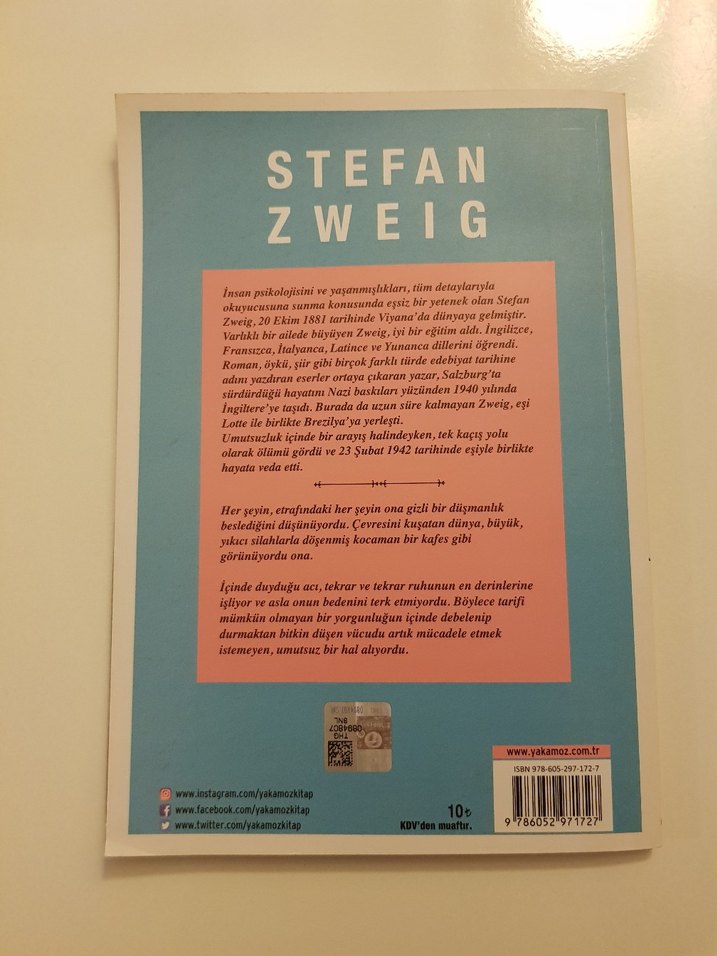 STEFAN
ZWEIG
İnsan psikolojisini ve yaşanmışlıkları, tüm detaylarıyla
okuyucusuna sunma konusunda eşsiz bir yetenek olan Stefan
Zweig, 20 Ekim 1881 tarihinde Viyana'da dünyaya gelmiştir.
Varlıklı bir ailede büyüyen Zweig, iyi bir eğitim aldı. İngilizce,
Fransızca, İtalyanca, Latince ve Yunanca dillerini öğrendi.
Roman, öykü, şiir gibi birçok farklı türde edebiyat tarihine
adını yazdıran eserler ortaya çıkaran yazar, Salzburg'ta
sürdürdüğü hayatını Nazi baskıları yüzünden 1940 yılında
İngiltere'ye taşıdı. Burada da uzun süre kalmayan Zweig, eşi
Lotte ile birlikte Brezilya'ya yerleşti.
Umutsuzluk içinde bir arayış halindeyken, tek kaçış yolu
olarak ölümü gördü ve 23 Şubat 1942 tarihinde eşiyle birlikte
hayata veda etti.
Her şeyin, etrafındaki her şeyin ona gizli bir düşmanlık
beslediğini düşünüyordu. Çevresini kuşatan dünya, büyük,
yıkıcı silahlarla döşenmiş kocaman bir kafes gibi
görünüyordu ona.
İçinde duyduğu acı, tekrar ve tekrar ruhunun en derinlerine
işliyor ve asla onun bedenini terk etmiyordu. Böylece tarifi
mümkün olmayan bir yorgunluğun içinde debelenip
durmaktan bitkin düşen vücudu artık mücadele etmek
istemeyen, umutsuz bir hal alıyordu.
THG
0894807
BNL
www.instagram.com/yakamozkitap
www.facebook.com/yakamozkitap
www.twitter.com/yakamozkitap
10₺
KDV'den muaftır.
www.yakamoz.com.tr
ISBN 978-605-297-172-7
9 786052 971727